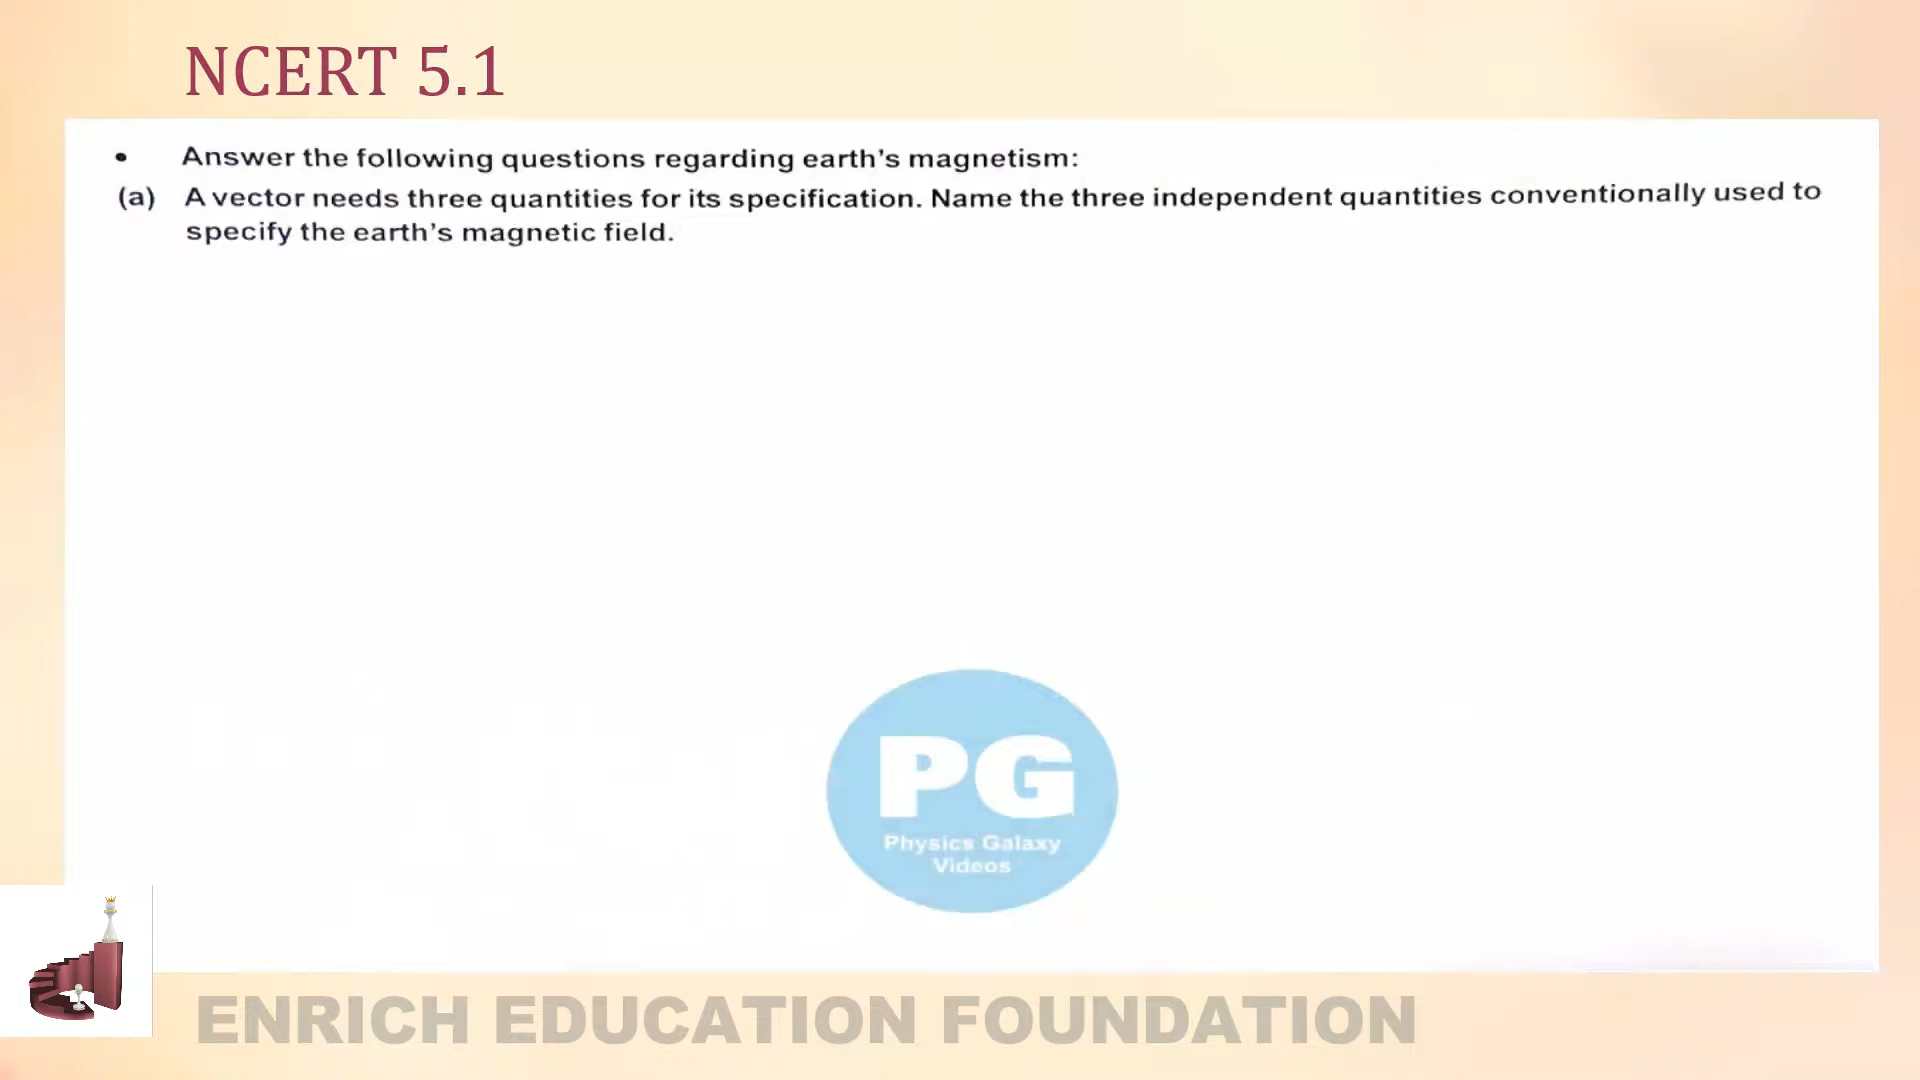 NCERT 5.1
• Answer the following questions regarding earth's magnetism:
(a) A vector needs three quantities for its specification. Name the three independent quantities conventionally used to
specify the earth's magnetic field.
PG
Physics Galaxy
Videos
ENRICH EDUCATION FOUNDATION